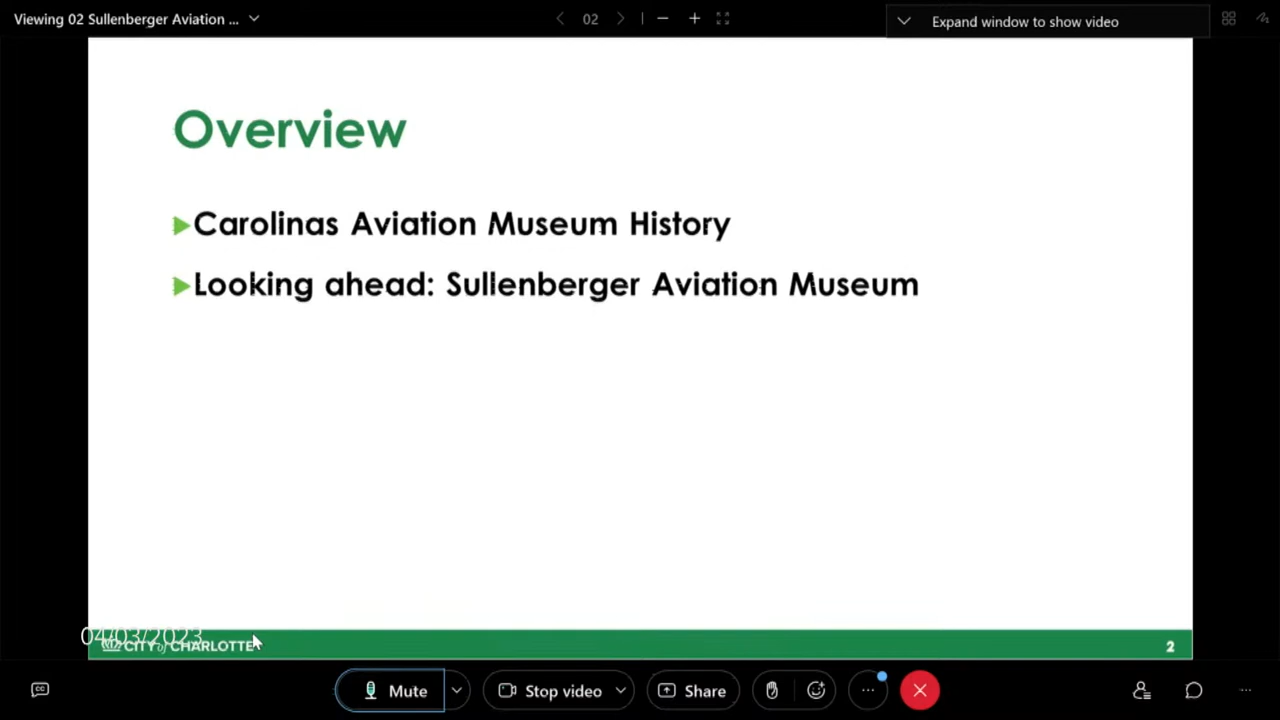 Viewing 02 Sullenberger Aviation ...
02
Expand window to show video
Overview
Carolinas Aviation Museum History
Looking ahead: Sullenberger Aviation Museum
04/03/2023
CITY of CHARLOTTE
2
CC
Mute
Stop video
Share